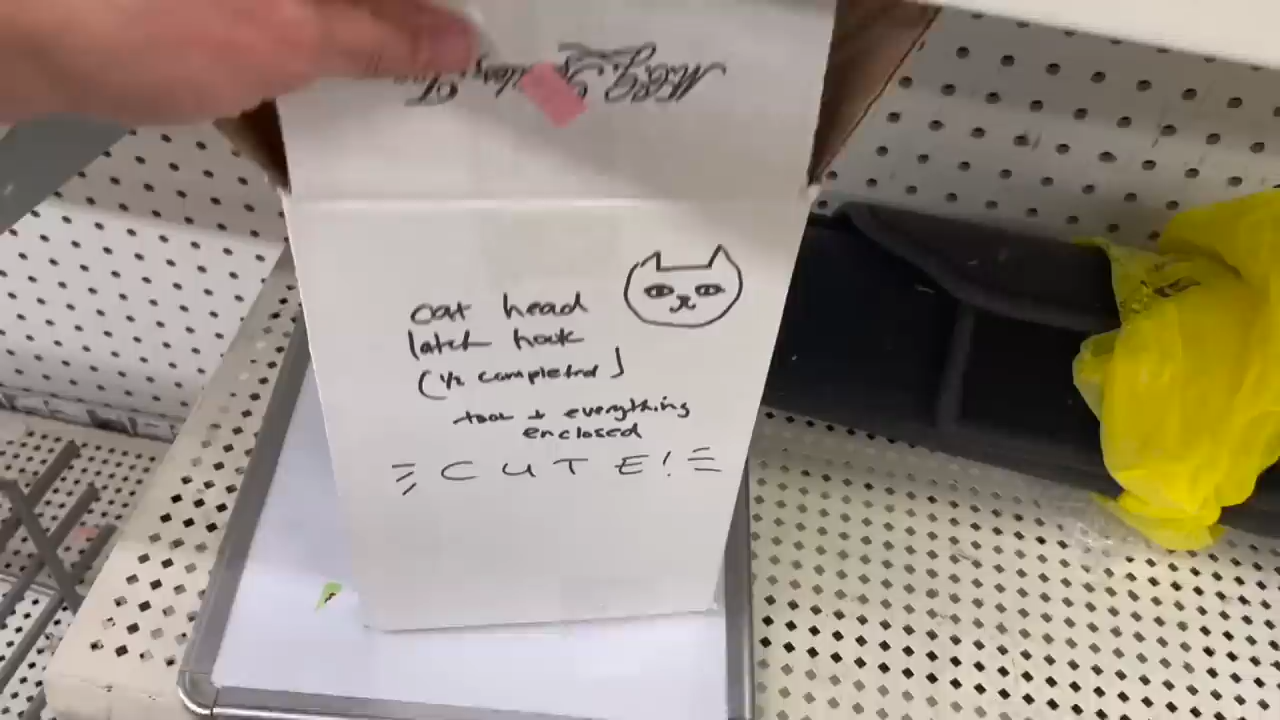 cat head
latch hook
(1/2 completed)
tool + everything
enclosed
CUTE!